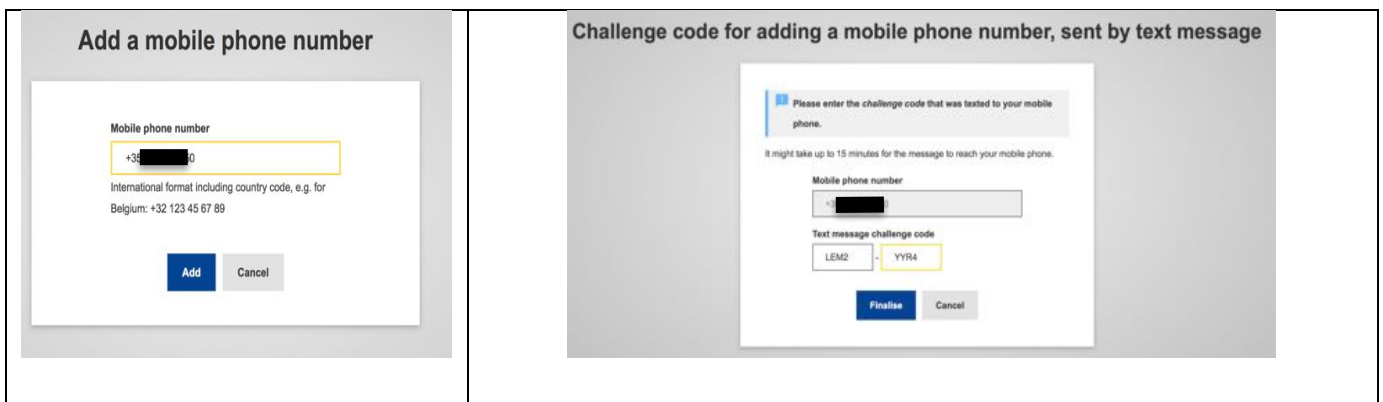 Add a mobile phone number
Mobile phone number
+35 0
International format including country code, e.g. for
Belgium: +32 123 45 67 89
Add Cancel
Challenge code for adding a mobile phone number, sent by text message
Please enter the challenge code that was texted to your mobile
phone.
It might take up to 15 minutes for the message to reach your mobile phone.
Mobile phone number
+3 0
Text message challenge code
LEM2 - YYR4
Finalise Cancel